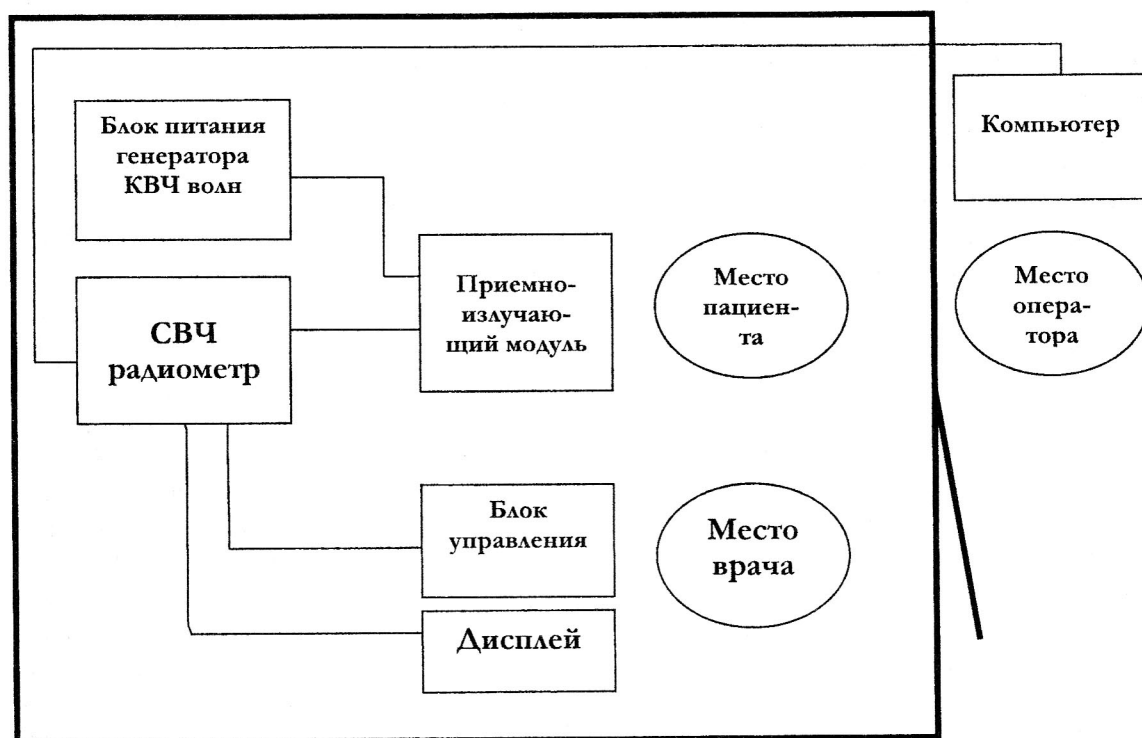 Блок питания
генератора
КВЧ волн
Компьютер
Приемно-
излучаю-
щий модуль
Место
пациен-
та
Место
опера-
тора
СВЧ
радиометр
Блок
управления
Место
врача
Дисплей